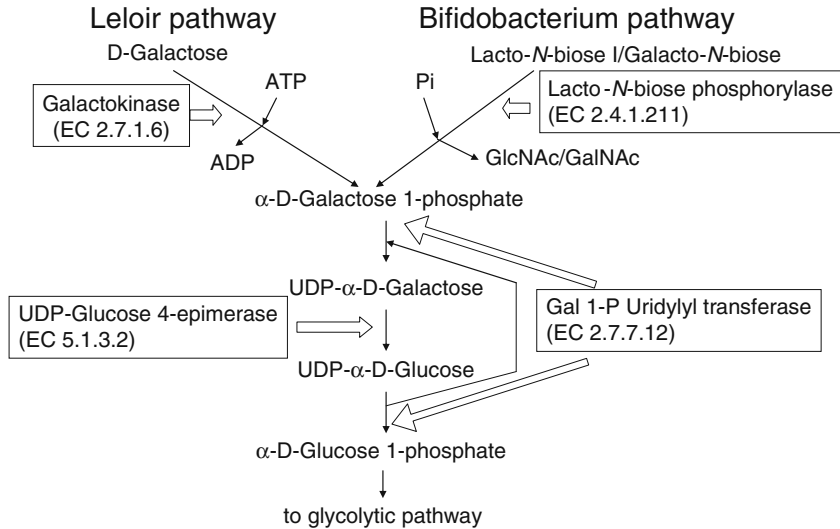 Leloir pathway
Bifidobacterium pathway
D-Galactose
Lacto-N-biose I/Galacto-N-biose
ATP
Pi
Galactokinase
(EC 2.7.1.6)
Lacto-N-biose phosphorylase
(EC 2.4.1.211)
ADP
GlcNAc/GalNAc
α-D-Galactose 1-phosphate
UDP-α-D-Galactose
UDP-Glucose 4-epimerase
(EC 5.1.3.2)
Gal 1-P Uridylyl transferase
(EC 2.7.7.12)
UDP-α-D-Glucose
α-D-Glucose 1-phosphate
to glycolytic pathway